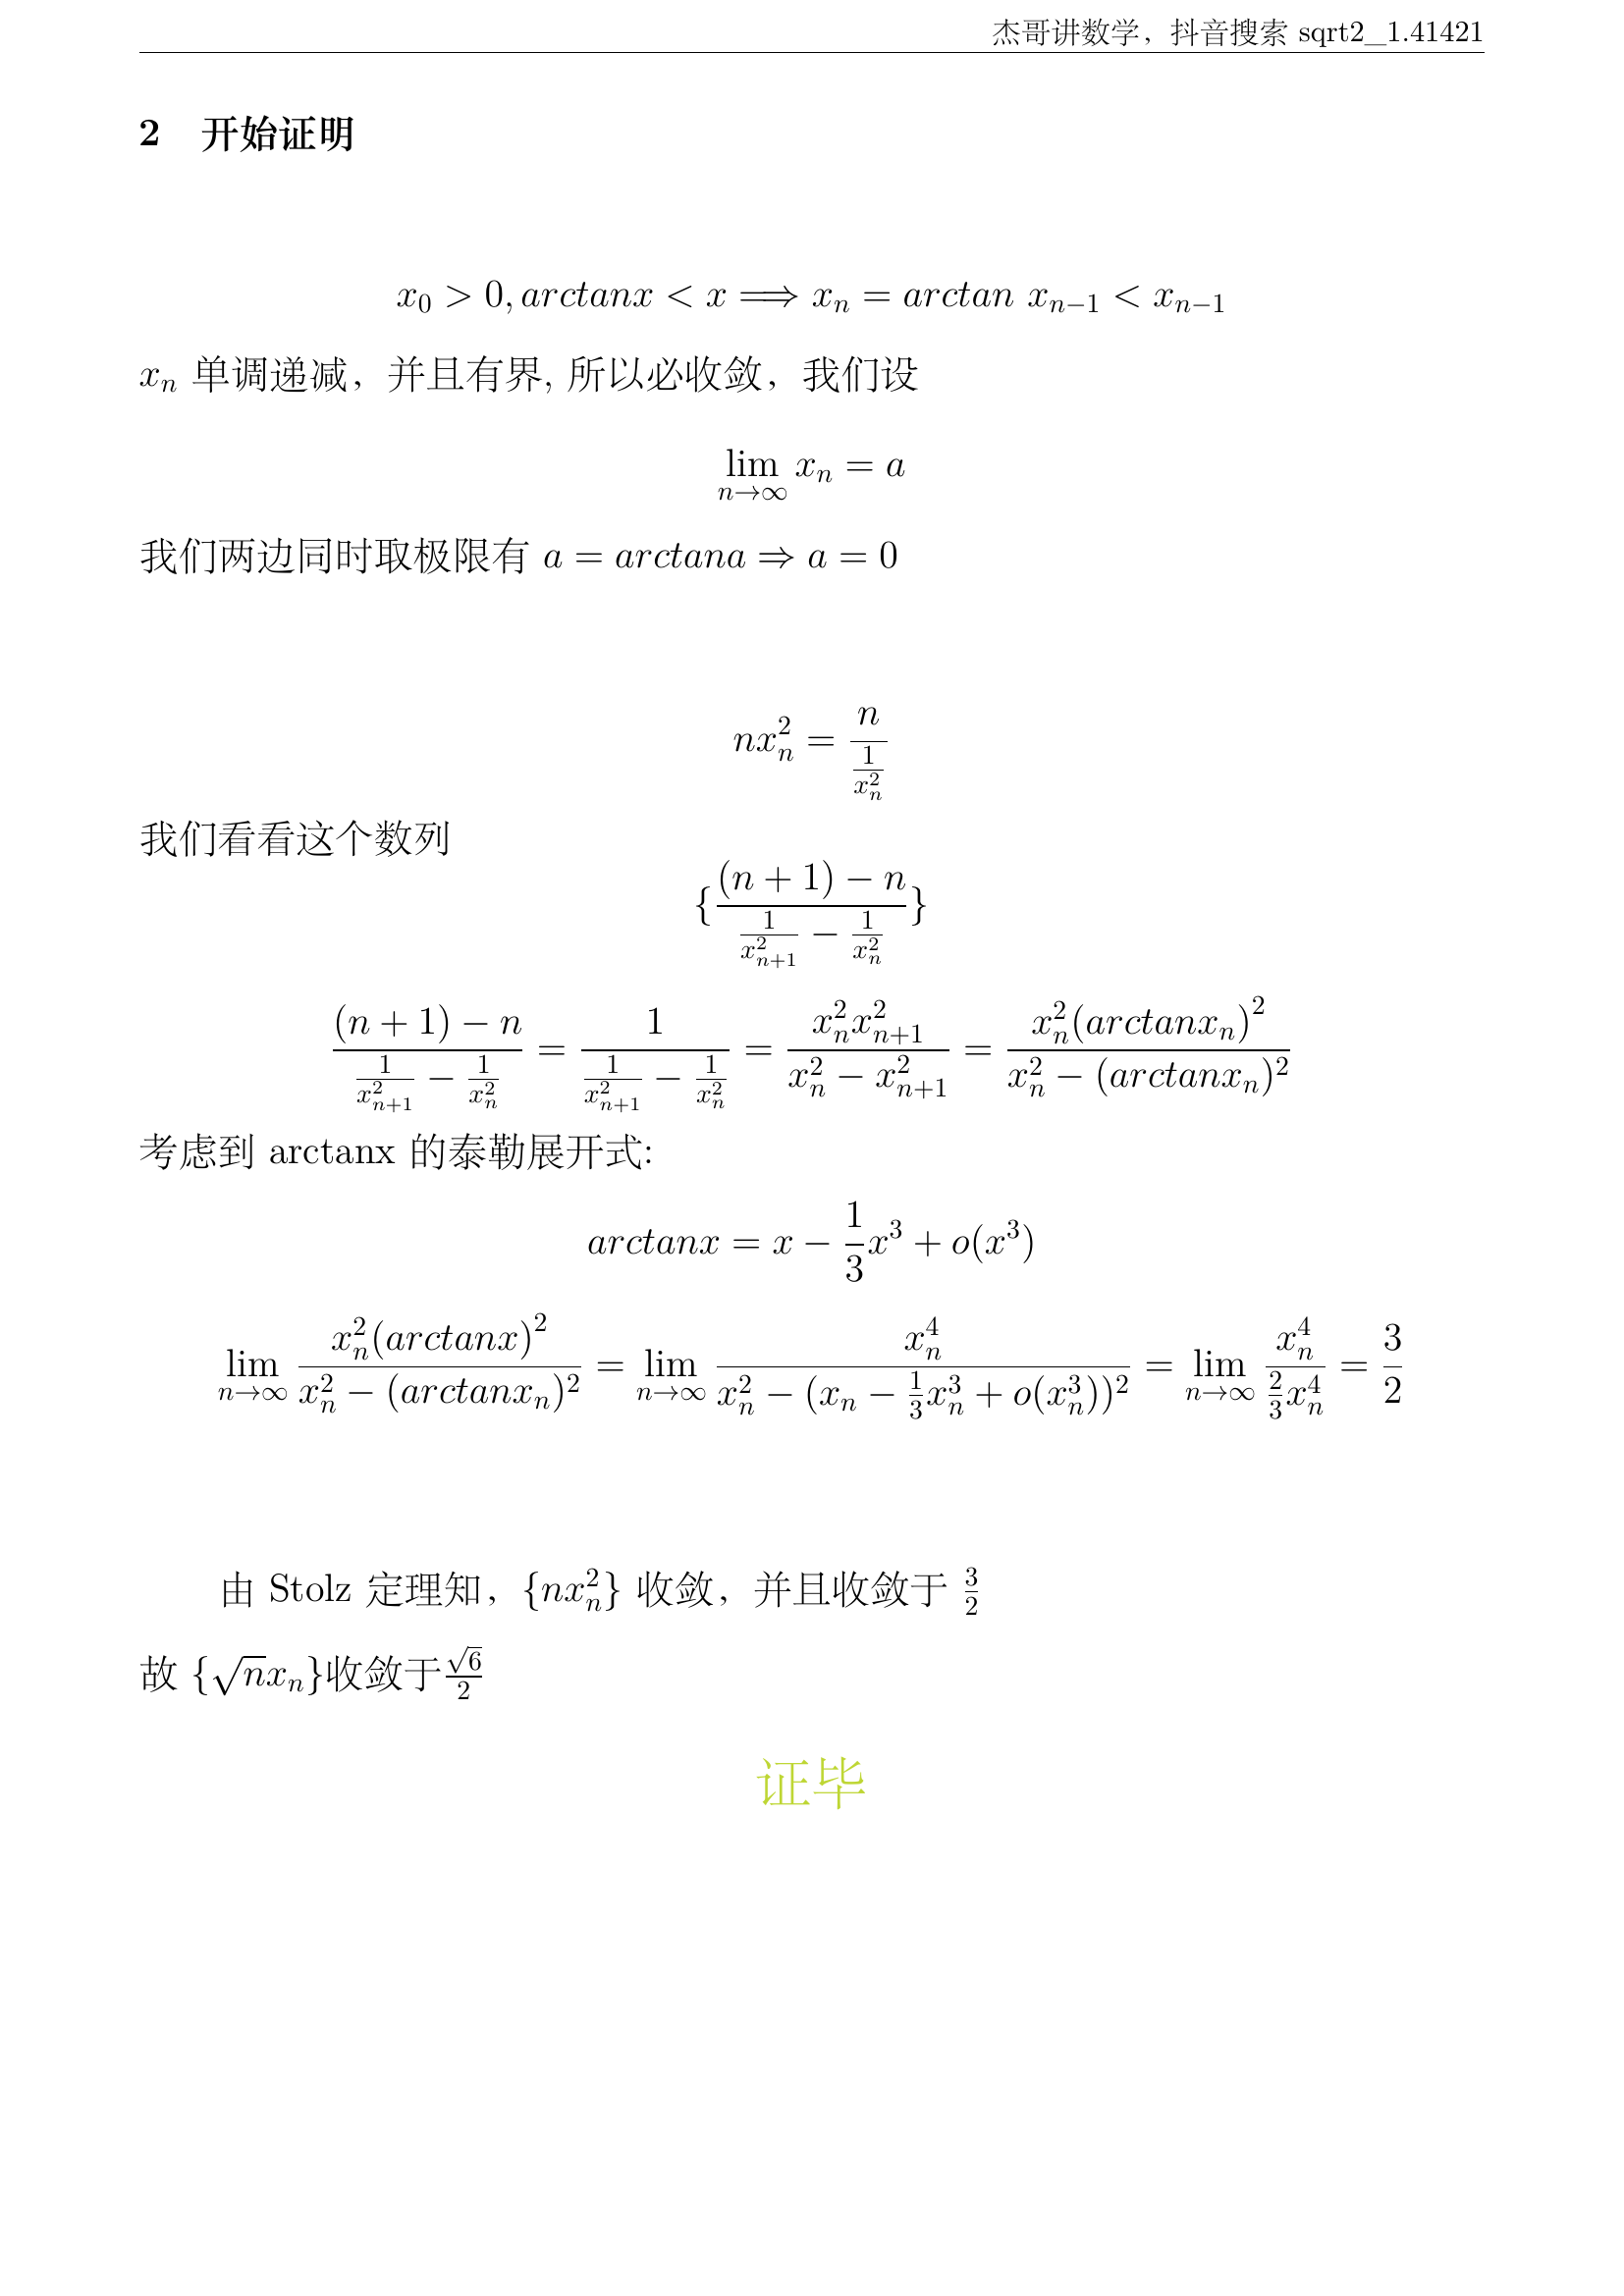 杰哥讲数学，抖音搜索 sqrt2_1.41421
2 开始证明
$x_0 > 0, arctanx < x \Longrightarrow x_n = arctan\ x_{n-1} < x_{n-1}$
$x_n$ 单调递减，并且有界, 所以必收敛，我们设
$\lim_{n\to\infty} x_n = a$
我们两边同时取极限有 $a = arctana \Rightarrow a = 0$
$nx_n^2 = \frac{n}{\frac{1}{x_n^2}}$
我们看看这个数列
$\{\frac{(n+1)-n}{\frac{1}{x_{n+1}^2} - \frac{1}{x_n^2}}\}$
$\frac{(n+1)-n}{\frac{1}{x_{n+1}^2} - \frac{1}{x_n^2}} = \frac{1}{\frac{1}{x_{n+1}^2} - \frac{1}{x_n^2}} = \frac{x_n^2 x_{n+1}^2}{x_n^2 - x_{n+1}^2} = \frac{x_n^2 (arctanx_n)^2}{x_n^2 - (arctanx_n)^2}$
考虑到 arctanx 的泰勒展开式:
$arctanx = x - \frac{1}{3}x^3 + o(x^3)$
$\lim_{n\to\infty} \frac{x_n^2 (arctanx)^2}{x_n^2 - (arctanx_n)^2} = \lim_{n\to\infty} \frac{x_n^4}{x_n^2 - (x_n - \frac{1}{3}x_n^3 + o(x_n^3))^2} = \lim_{n\to\infty} \frac{x_n^4}{\frac{2}{3}x_n^4} = \frac{3}{2}$
由 Stolz 定理知，$\{nx_n^2\}$ 收敛，并且收敛于 $\frac{3}{2}$
故 $\{\sqrt{n}x_n\}$收敛于$\frac{\sqrt{6}}{2}$
证毕